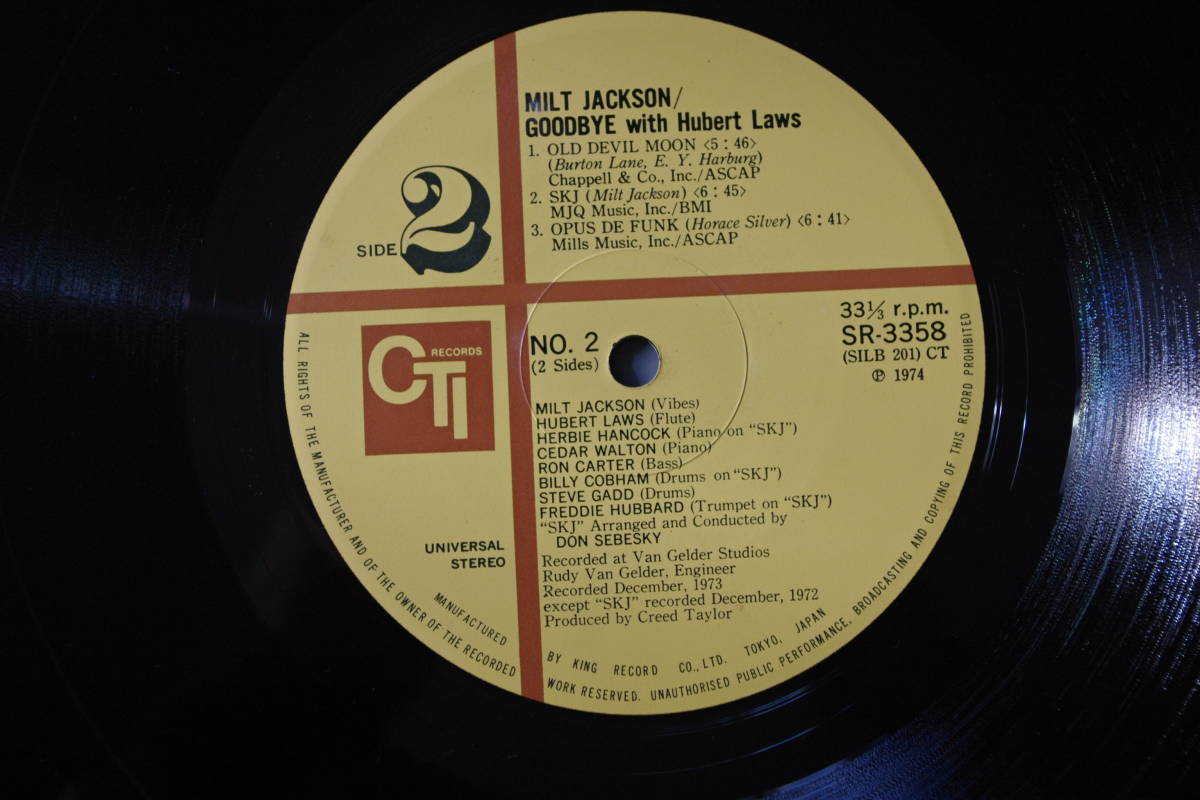 MILT JACKSON/
GOODBYE with Hubert Laws
1. OLD DEVIL MOON <5 : 46>
(Burton Lane, E. Y. Harburg)
Chappell & Co., Inc./ASCAP
2. SKJ (Milt Jackson) <6 : 45>
MJQ Music, Inc./BMI
3. OPUS DE FUNK (Horace Silver) <6 : 41>
Mills Music, Inc./ASCAP
SIDE 2
CTI RECORDS
NO. 2
(2 Sides)
33⅓ r.p.m.
SR-3358
(SILB 201) CT
℗ 1974
MILT JACKSON (Vibes)
HUBERT LAWS (Flute)
HERBIE HANCOCK (Piano on “SKJ”)
CEDAR WALTON (Piano)
RON CARTER (Bass)
BILLY COBHAM (Drums on “SKJ”)
STEVE GADD (Drums)
FREDDIE HUBBARD (Trumpet on “SKJ”)
“SKJ” Arranged and Conducted by
DON SEBESKY
Recorded at Van Gelder Studios
Rudy Van Gelder, Engineer
Recorded December, 1973
except “SKJ” recorded December, 1972
Produced by Creed Taylor
UNIVERSAL
STEREO
MANUFACTURED BY KING RECORD CO., LTD. TOKYO, JAPAN
ALL RIGHTS OF THE MANUFACTURER AND OF THE OWNER OF THE RECORDED WORK RESERVED. UNAUTHORISED PUBLIC PERFORMANCE, BROADCASTING AND COPYING OF THIS RECORD PROHIBITED